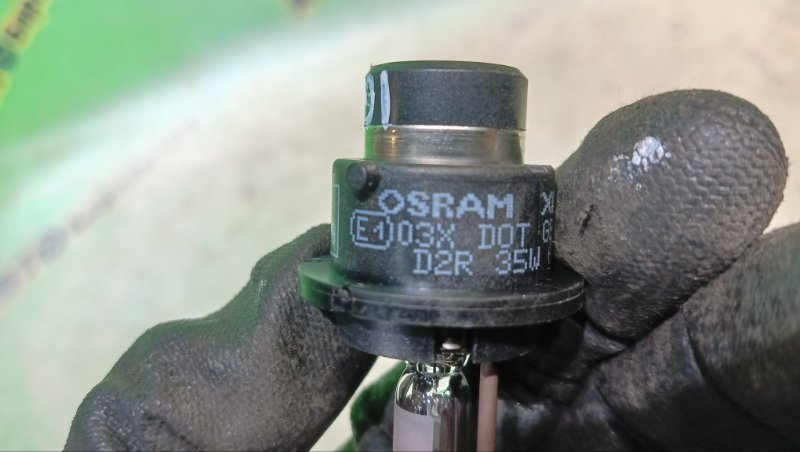 OSRAM
E1 03X DOT
D2R 35W